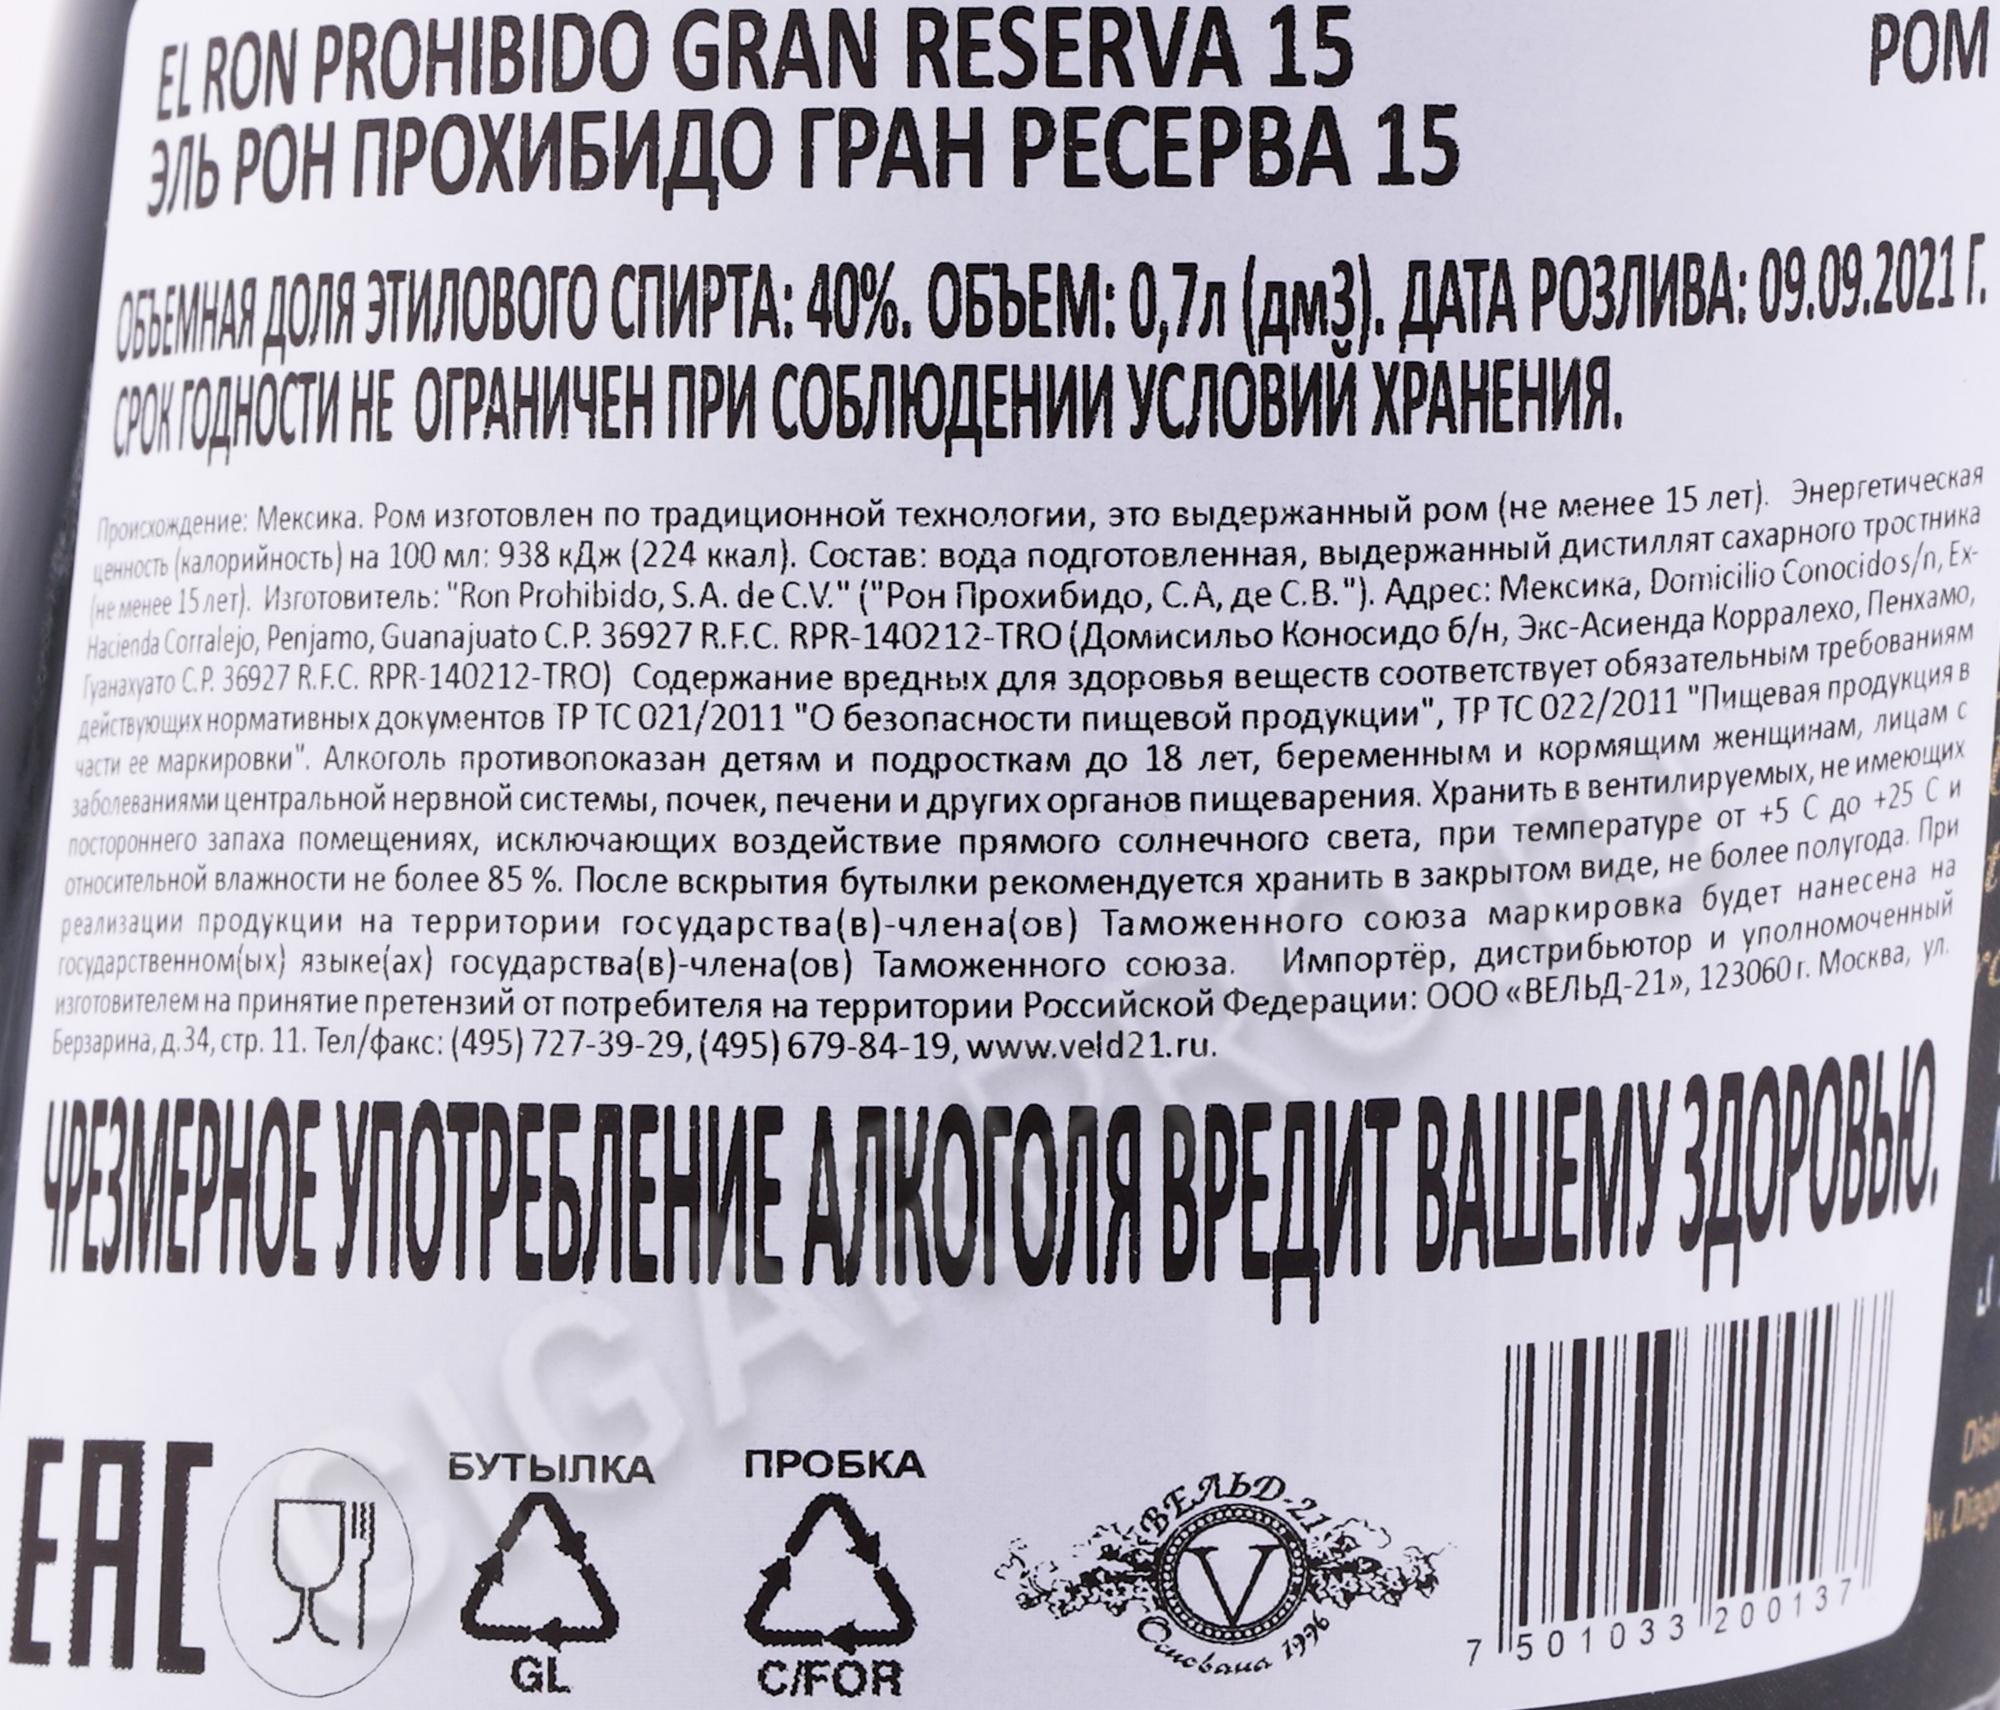 EL RON PROHIBIDO GRAN RESERVA 15
РОМ
ЭЛЬ РОН ПРОХИБИДО ГРАН РЕСЕРВА 15
ОБЪЕМНАЯ ДОЛЯ ЭТИЛОВОГО СПИРТА: 40%. ОБЪЕМ: 0,7л (дм3). ДАТА РОЗЛИВА: 09.09.2021 Г.
СРОК ГОДНОСТИ НЕ ОГРАНИЧЕН ПРИ СОБЛЮДЕНИИ УСЛОВИЙ ХРАНЕНИЯ.
Происхождение: Мексика. Ром изготовлен по традиционной технологии, это выдержанный ром (не менее 15 лет). Энергетическая
ценность (калорийность) на 100 мл: 938 кДж (224 ккал). Состав: вода подготовленная, выдержанный дистиллят сахарного тростника
(не менее 15 лет). Изготовитель: "Ron Prohibido, S.A. de C.V." ("Рон Прохибидо, С.А, де С.В."). Адрес: Мексика, Domicilio Conocido s/n, Ex-
Hacienda Corralejo, Penjamo, Guanajuato C.P. 36927 R.F.C. RPR-140212-TRO (Домисильо Коносидо б/н, Экс-Асиенда Корралехо, Пенхамо,
Гуанахуато C.P. 36927 R.F.C. RPR-140212-TRO) Содержание вредных для здоровья веществ соответствует обязательным требованиям
действующих нормативных документов ТР ТС 021/2011 "О безопасности пищевой продукции", ТР ТС 022/2011 "Пищевая продукция в
части ее маркировки". Алкоголь противопоказан детям и подросткам до 18 лет, беременным и кормящим женщинам, лицам с
заболеваниями центральной нервной системы, почек, печени и других органов пищеварения. Хранить в вентилируемых, не имеющих
постороннего запаха помещениях, исключающих воздействие прямого солнечного света, при температуре от +5 С до +25 С и
относительной влажности не более 85 %. После вскрытия бутылки рекомендуется хранить в закрытом виде, не более полугода. При
реализации продукции на территории государства(в)-члена(ов) Таможенного союза маркировка будет нанесена на
государственном(ых) языке(ах) государства(в)-члена(ов) Таможенного союза. Импортёр, дистрибьютор и уполномоченный
изготовителем на принятие претензий от потребителя на территории Российской Федерации: ООО «ВЕЛЬД-21», 123060 г. Москва, ул.
Берзарина, д.34, стр. 11. Тел/факс: (495) 727-39-29, (495) 679-84-19, www.veld21.ru.
ЧРЕЗМЕРНОЕ УПОТРЕБЛЕНИЕ АЛКОГОЛЯ ВРЕДИТ ВАШЕМУ ЗДОРОВЬЮ.
EAC
БУТЫЛКА
GL
ПРОБКА
C/FOR
ВЕЛЬД-21
V
Основана 1996
7 501033 200137